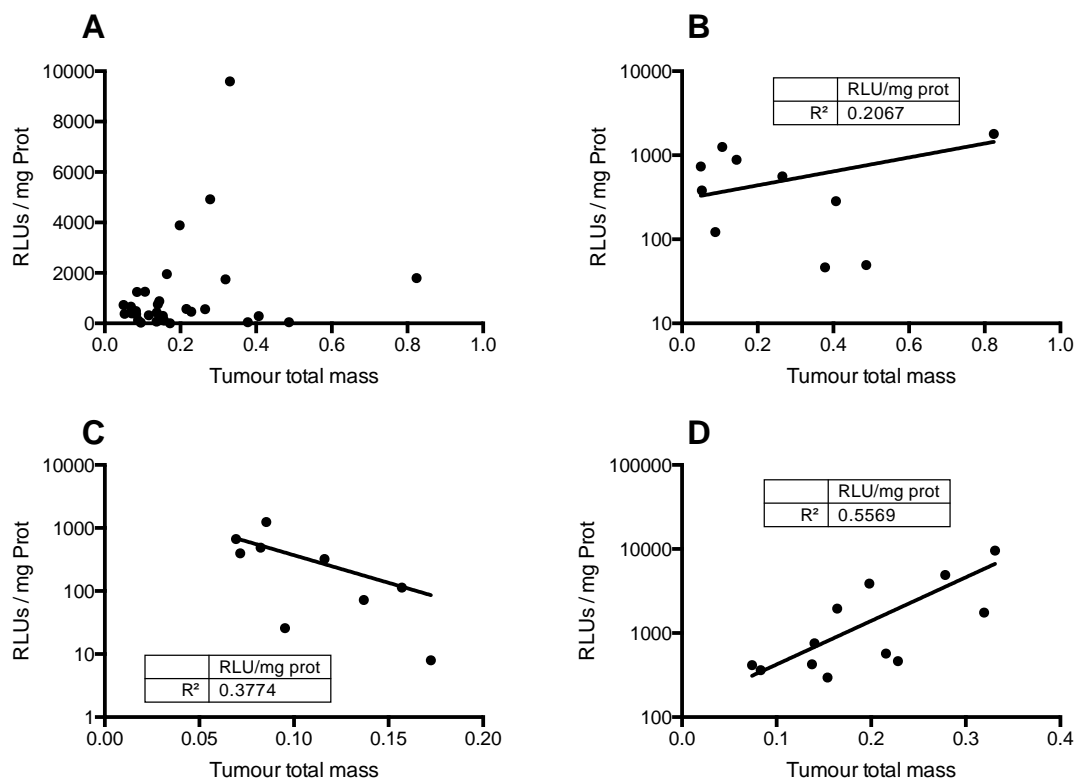 A
10000
8000
6000
4000
2000
0
0.0 0.2 0.4 0.6 0.8 1.0
RLUs / mg Prot
Tumour total mass
B
10000
1000
100
10
0.0 0.2 0.4 0.6 0.8 1.0
RLUs / mg Prot
Tumour total mass
RLU/mg prot
R² 0.2067
C
10000
1000
100
10
1
0.00 0.05 0.10 0.15 0.20
RLUs / mg Prot
Tumour total mass
RLU/mg prot
R² 0.3774
D
100000
10000
1000
100
0.0 0.1 0.2 0.3 0.4
RLUs / mg Prot
Tumour total mass
RLU/mg prot
R² 0.5569